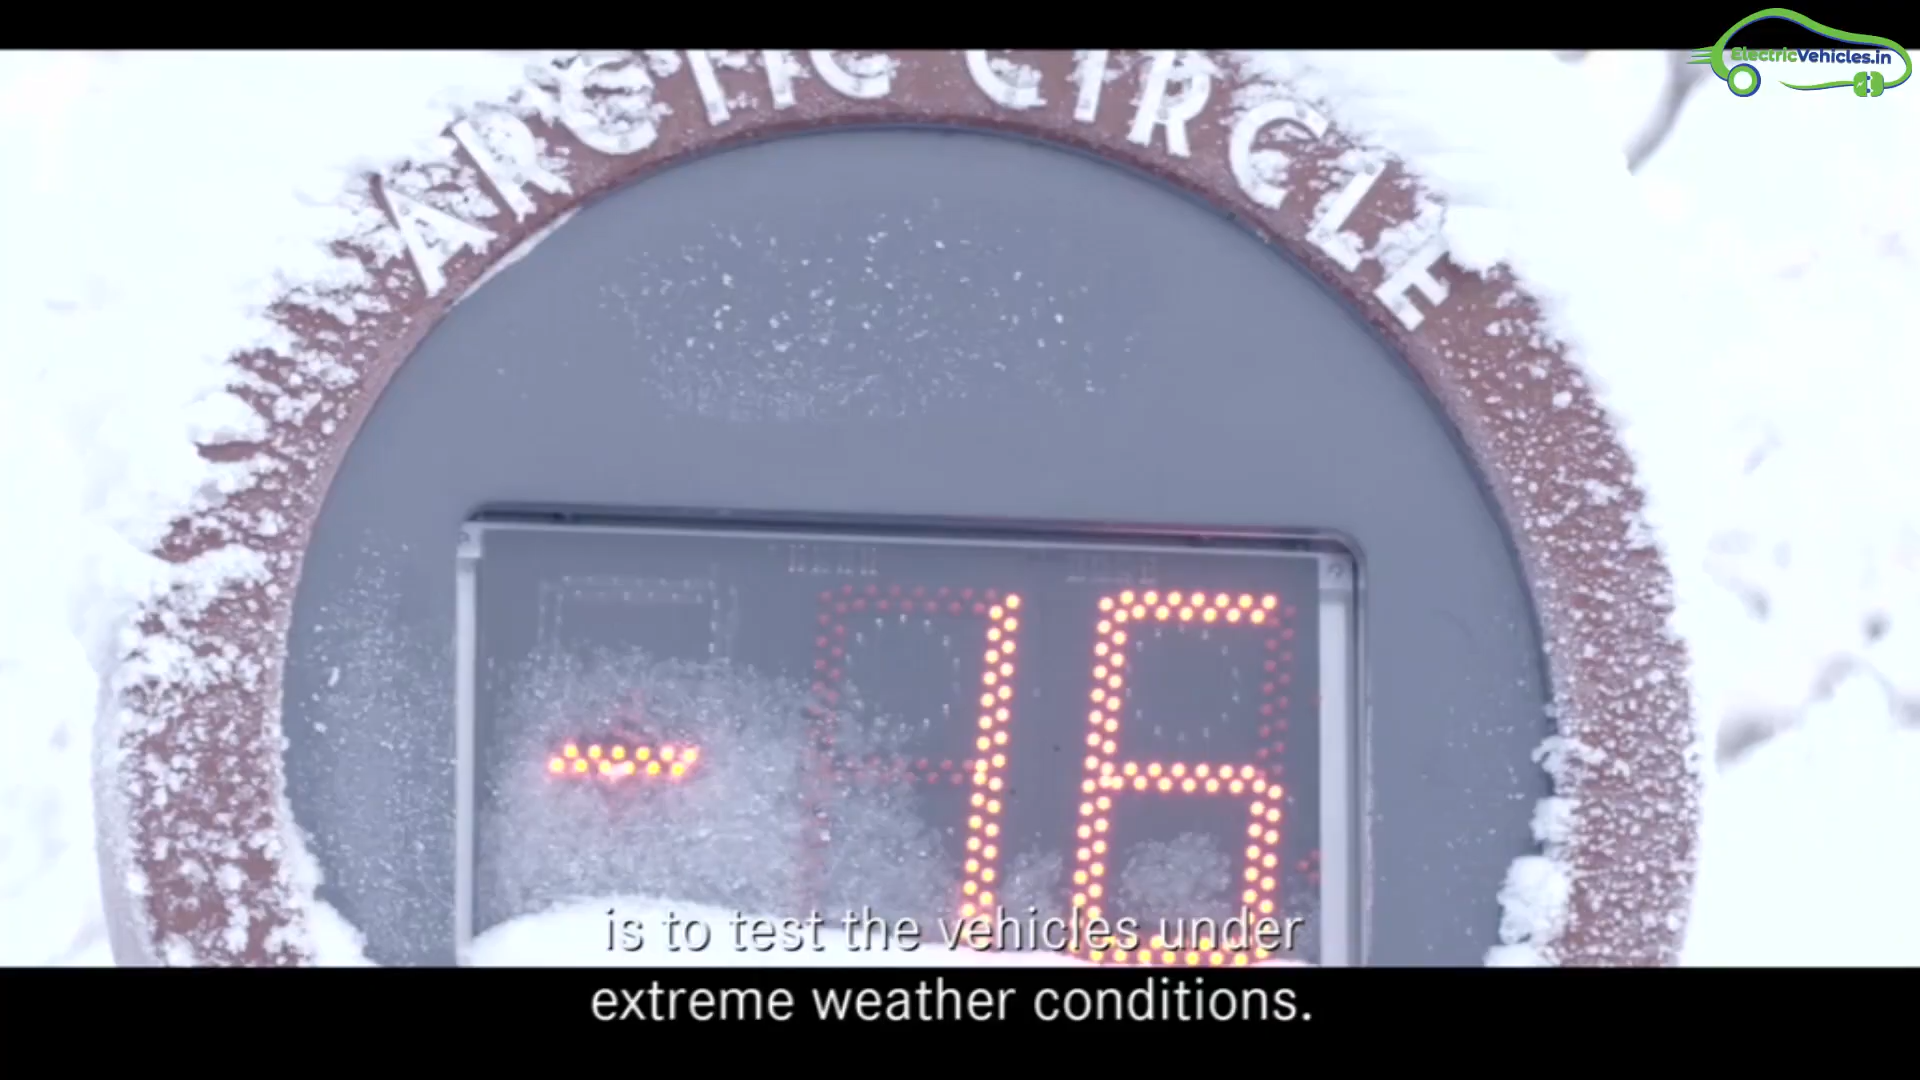 ElectricVehicles.in
ARCTIC CIRCLE
-16
is to test the vehicles under
extreme weather conditions.